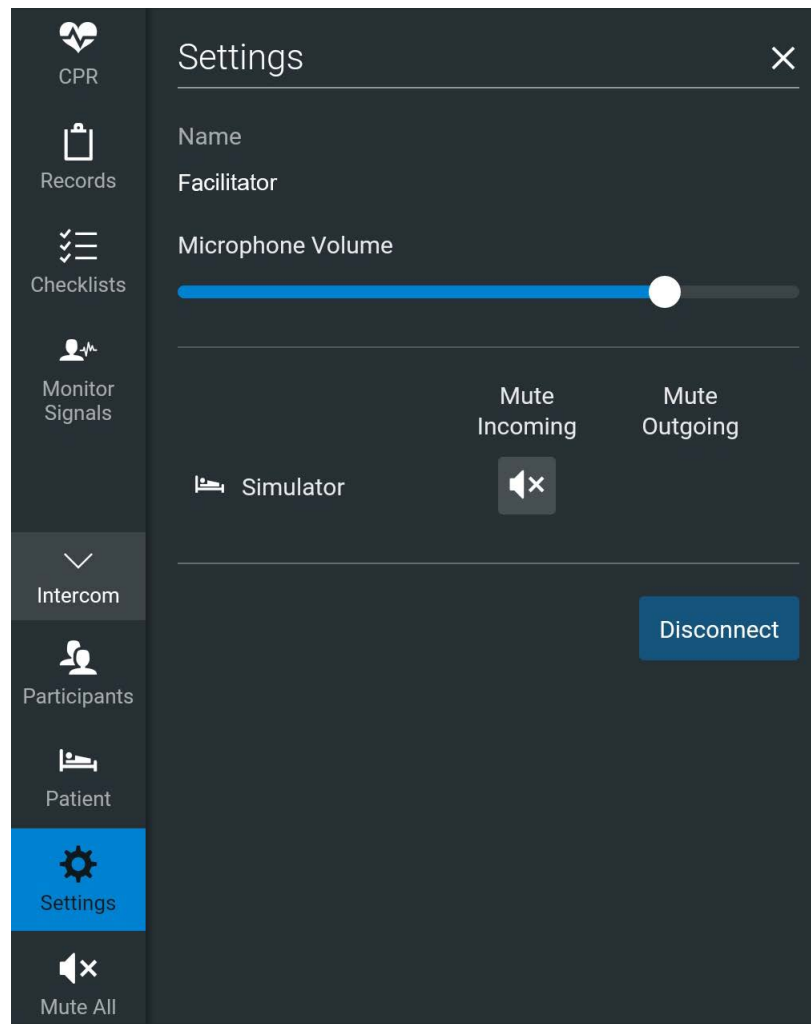 CPR
Records
Checklists
Monitor
Signals
Intercom
Participants
Patient
Settings
Mute All
Settings
Name
Facilitator
Microphone Volume
Mute
Incoming
Mute
Outgoing
Simulator
Disconnect